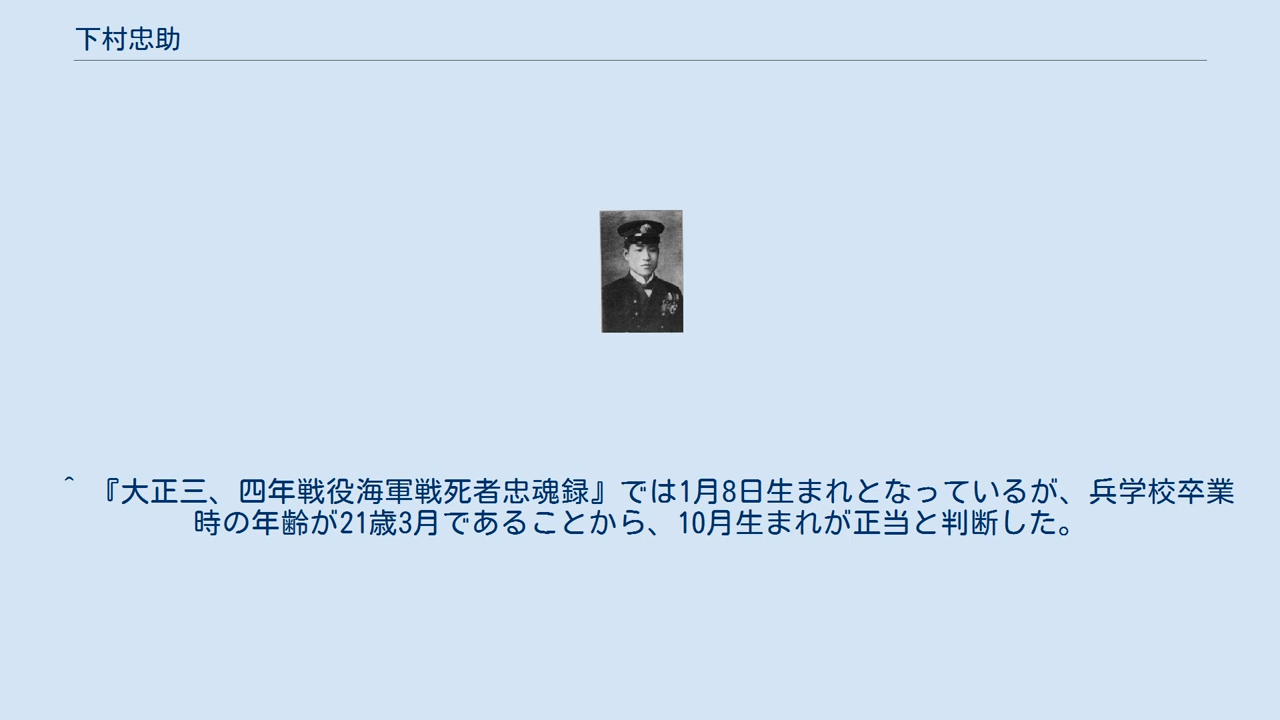 下村忠助
^ 『大正三、四年戦役海軍戦死者忠魂録』では1月8日生まれとなっているが、兵学校卒業
時の年齢が21歳3月であることから、10月生まれが正当と判断した。